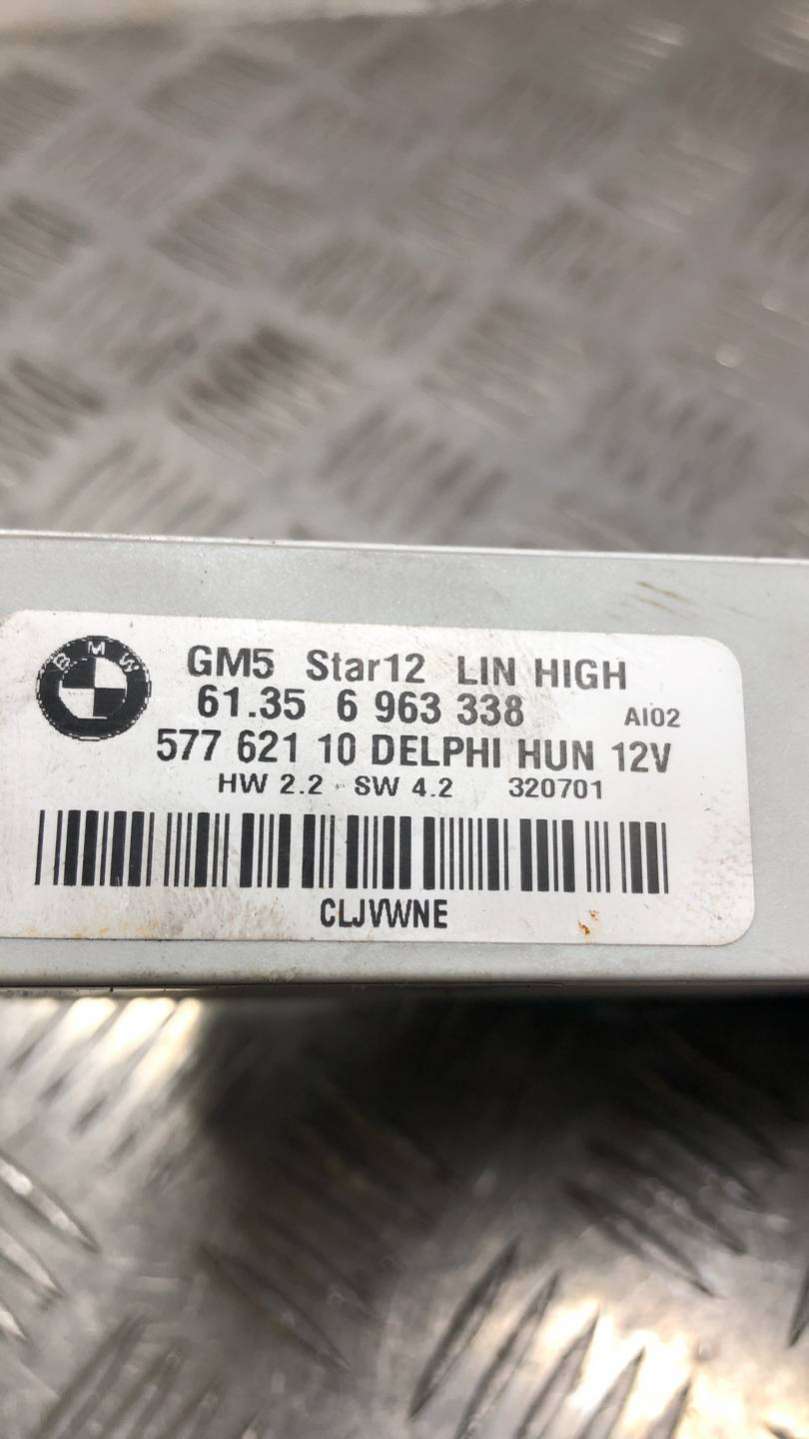 BMW
GM5 Star12 LIN HIGH
61.35 6 963 338 AI02
577 621 10 DELPHI HUN 12V
HW 2.2 - SW 4.2 320701
CLJVWNE